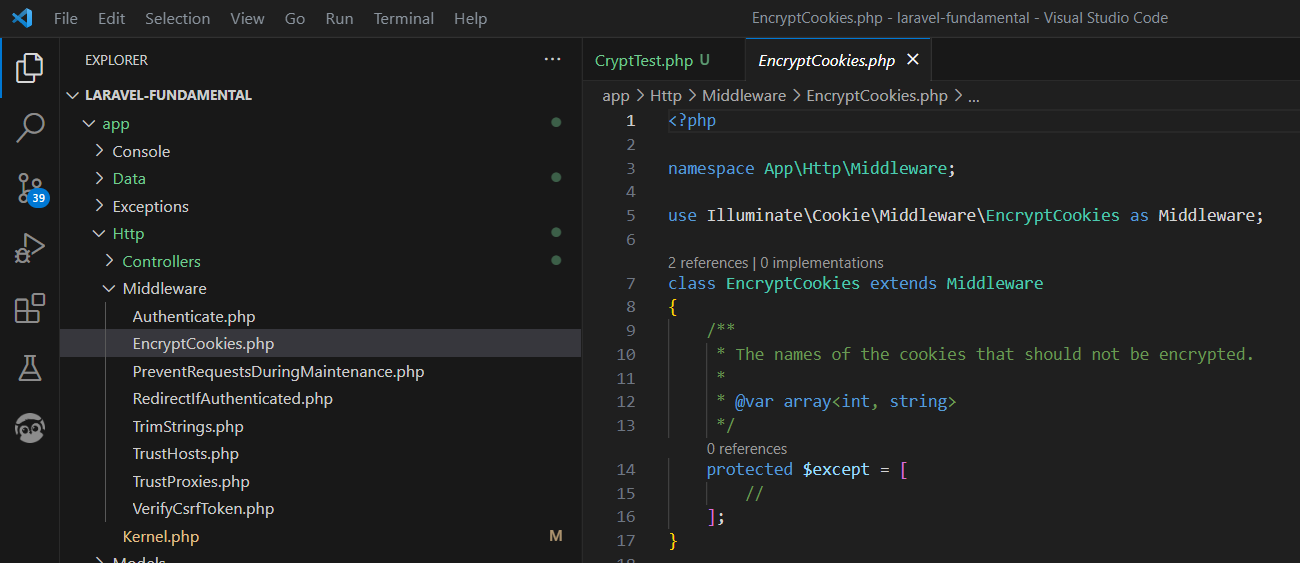 File Edit Selection View Go Run Terminal Help EncryptCookies.php - laravel-fundamental - Visual Studio Code
EXPLORER ...
LARAVEL-FUNDAMENTAL
app
Console
Data
Exceptions
Http
Controllers
Middleware
Authenticate.php
EncryptCookies.php
PreventRequestsDuringMaintenance.php
RedirectIfAuthenticated.php
TrimStrings.php
TrustHosts.php
TrustProxies.php
VerifyCsrfToken.php
Kernel.php M
Models
39
CryptTest.php U EncryptCookies.php
app > Http > Middleware > EncryptCookies.php > ...
1 <?php
2
3 namespace App\Http\Middleware;
4
5 use Illuminate\Cookie\Middleware\EncryptCookies as Middleware;
6
2 references | 0 implementations
7 class EncryptCookies extends Middleware
8 {
9 /**
10 * The names of the cookies that should not be encrypted.
11 *
12 * @var array<int, string>
13 */
0 references
14 protected $except = [
15 //
16 ];
17 }
18